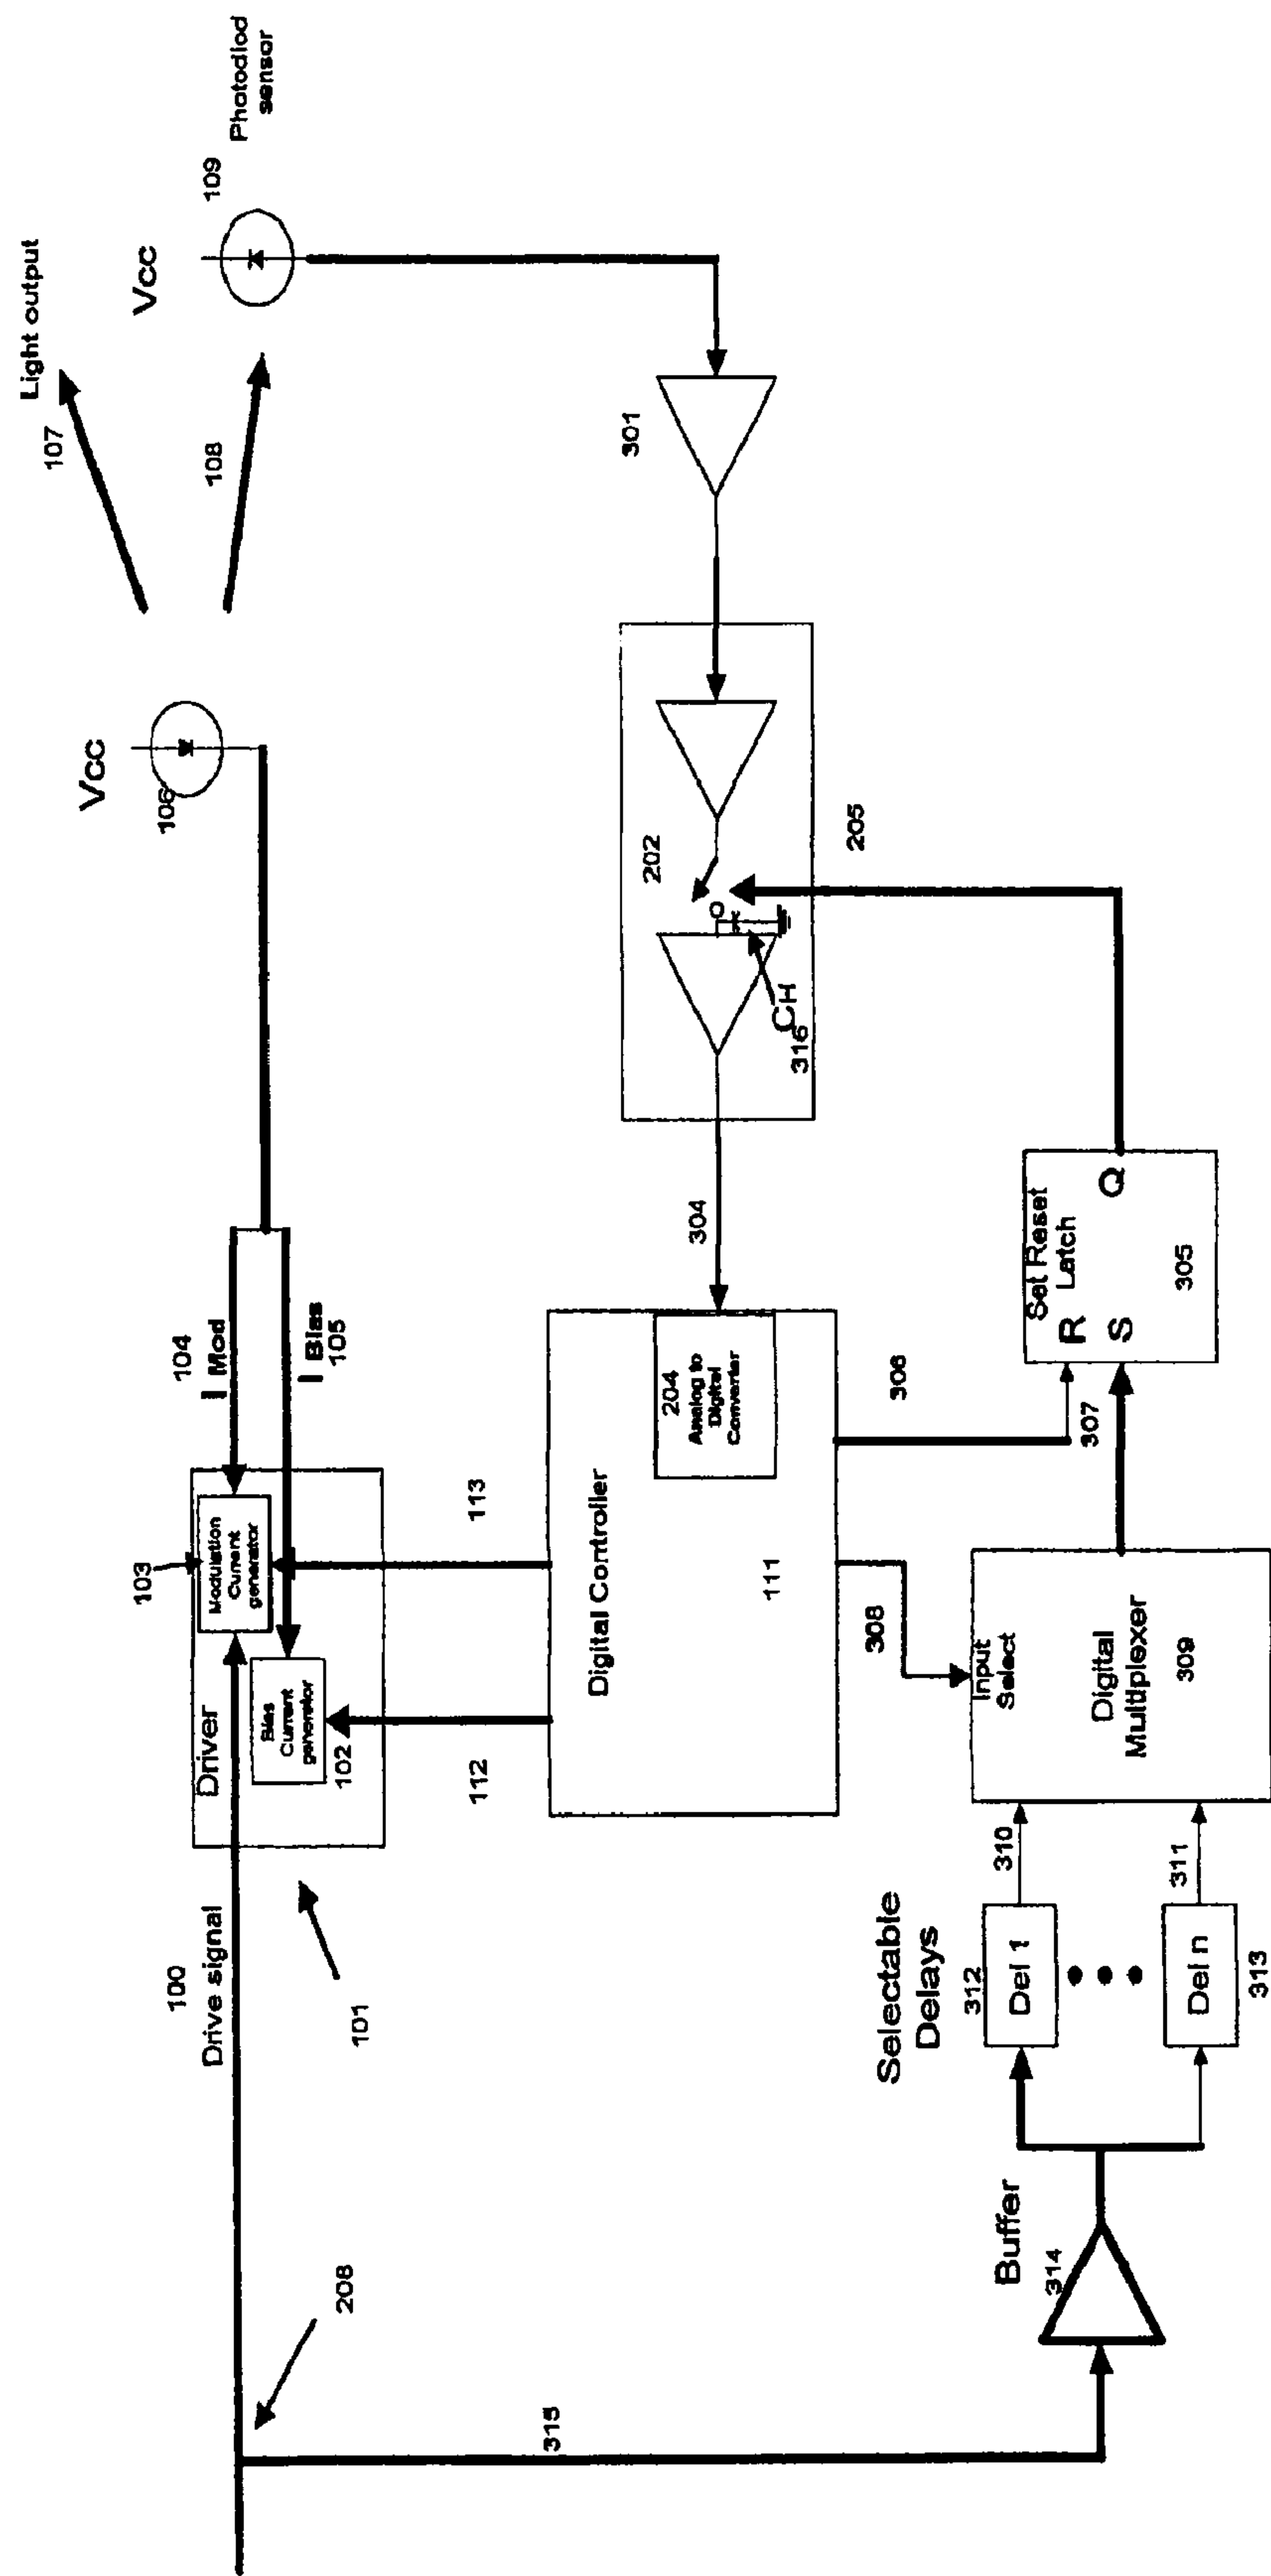 Light output
107
108
Vcc
109
Photodiod
sensor
Vcc
106
301
202
205
CH
316
304
104
I Mod
I Bias
105
103
Modulation
Current
generator
Driver
Bias
Current
generator
102
113
112
Digital Controller
111
204
Analog to
Digital
Converter
306
308
307
Set Reset
Latch
R
S
Q
305
Input
Select
Digital
Multiplexer
309
310
311
Selectable
Delays
312
Del 1
Del n
313
Buffer
314
315
100
Drive signal
101
208